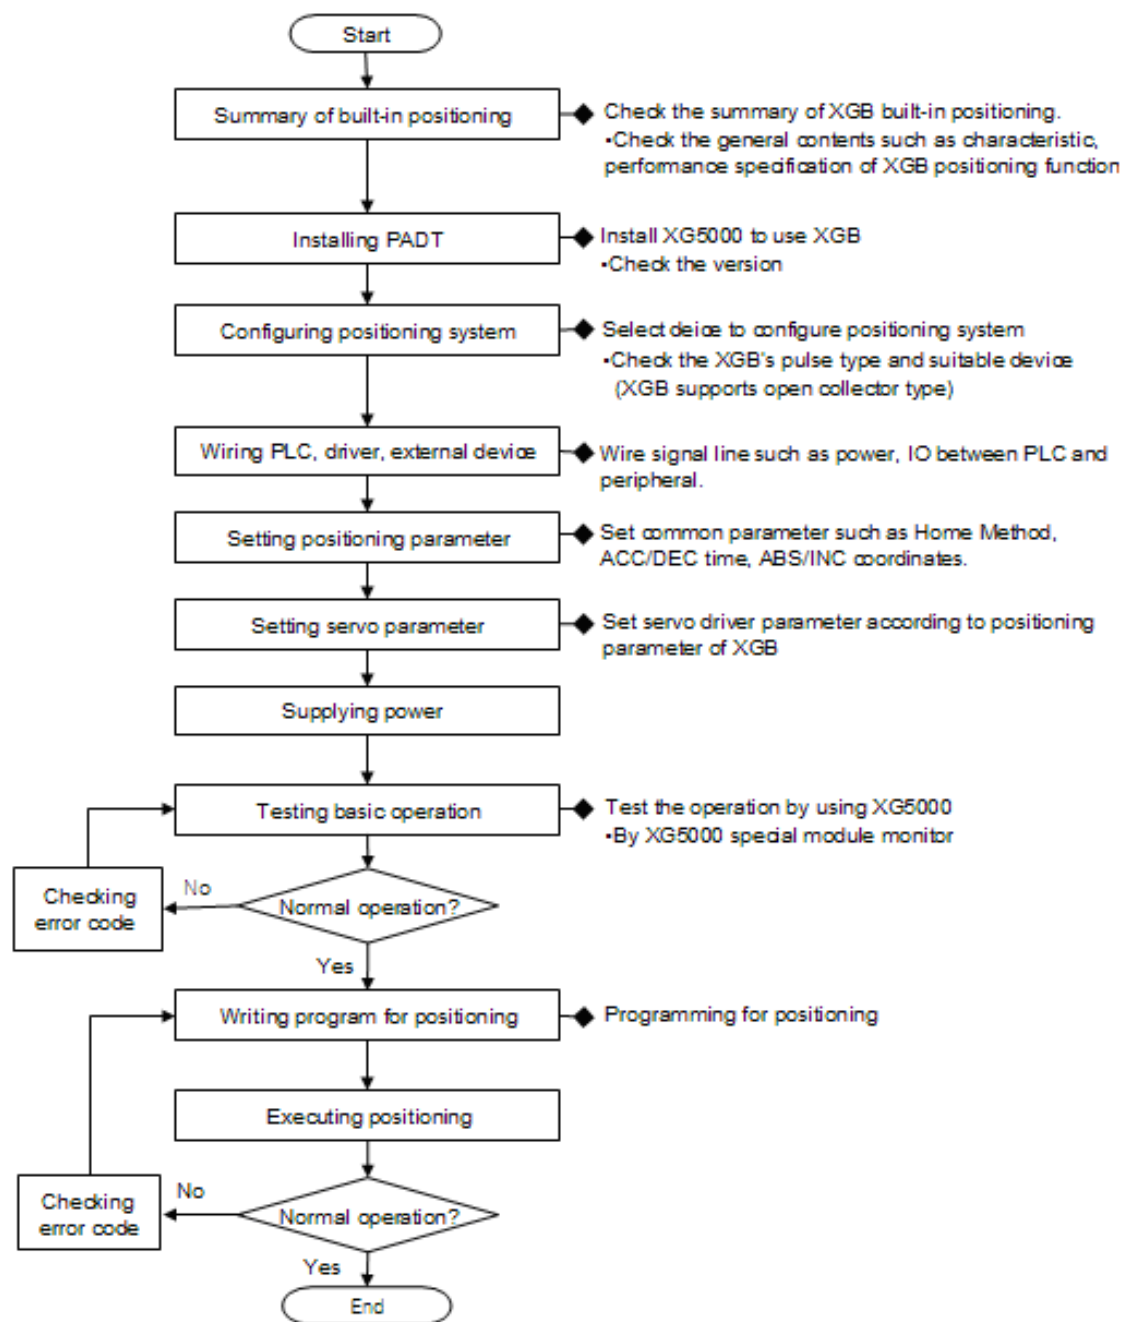 Start
Summary of built-in positioning
Check the summary of XGB built-in positioning.
•Check the general contents such as characteristic,
performance specification of XGB positioning function
Installing PADT
Install XG5000 to use XGB
•Check the version
Configuring positioning system
Select deice to configure positioning system
•Check the XGB's pulse type and suitable device
(XGB supports open collector type)
Wiring PLC, driver, external device
Wire signal line such as power, IO between PLC and
peripheral.
Setting positioning parameter
Set common parameter such as Home Method,
ACC/DEC time, ABS/INC coordinates.
Setting servo parameter
Set servo driver parameter according to positioning
parameter of XGB
Supplying power
Testing basic operation
Test the operation by using XG5000
•By XG5000 special module monitor
Checking
error code
No
Normal operation?
Yes
Writing program for positioning
Programming for positioning
Executing positioning
Checking
error code
No
Normal operation?
Yes
End